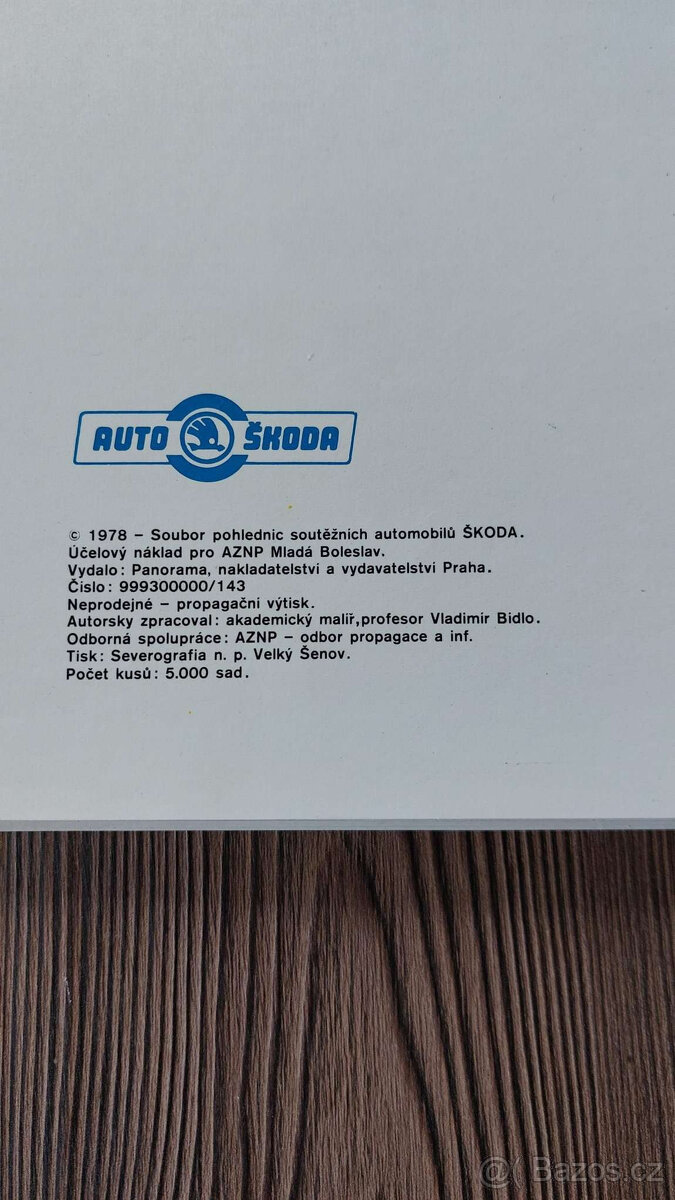 AUTO ŠKODA
© 1978 – Soubor pohlednic soutěžních automobilů ŠKODA.
Účelový náklad pro AZNP Mladá Boleslav.
Vydalo: Panorama, nakladatelství a vydavatelství Praha.
Číslo: 999300000/143
Neprodejné – propagační výtisk.
Autorsky zpracoval: akademický malíř,profesor Vladimír Bidlo.
Odborná spolupráce: AZNP – odbor propagace a inf.
Tisk: Severografia n. p. Velký Šenov.
Počet kusů: 5.000 sad.
@ Bazos.cz